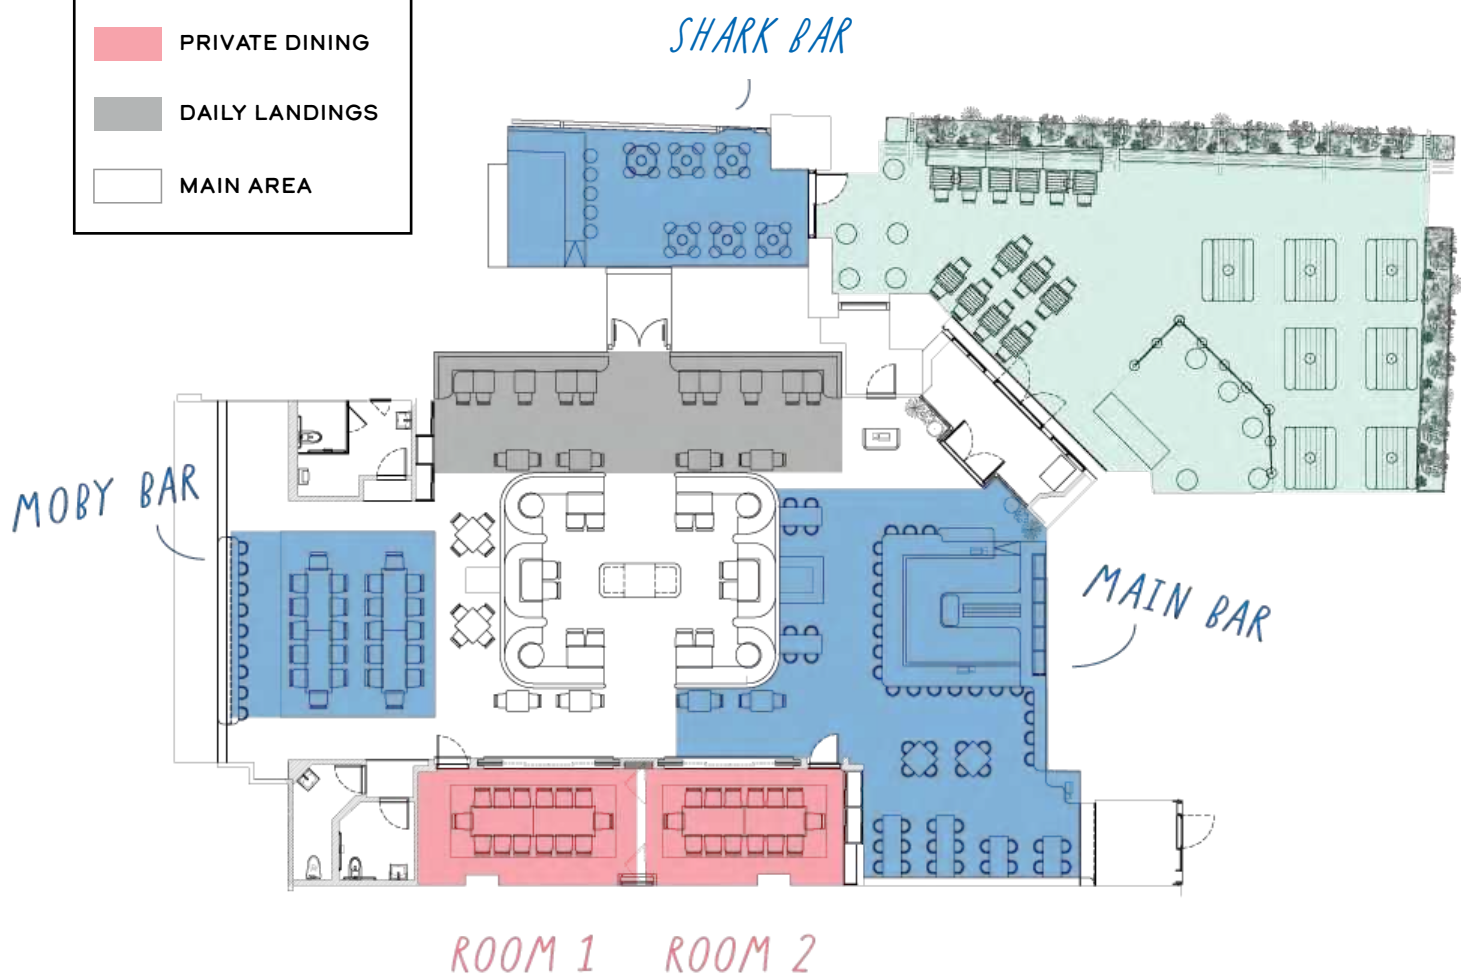 SHARK BAR
PRIVATE DINING
DAILY LANDINGS
MAIN AREA
MOBY BAR
MAIN BAR
ROOM 1
ROOM 2